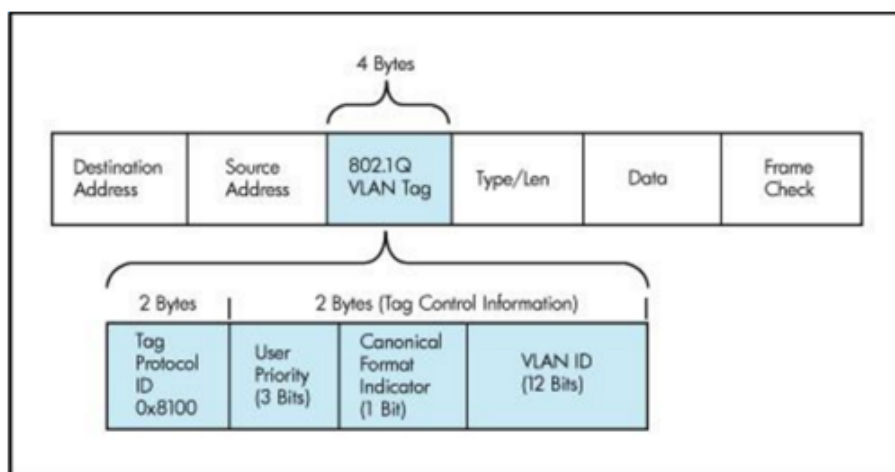 4 Bytes
Destination
Address
Source
Address
802.1Q
VLAN Tag
Type/Len
Data
Frame
Check
2 Bytes
2 Bytes (Tag Control Information)
Tag
Protocol
ID
0x8100
User
Priority
(3 Bits)
Canonical
Format
Indicator
(1 Bit)
VLAN ID
(12 Bits)